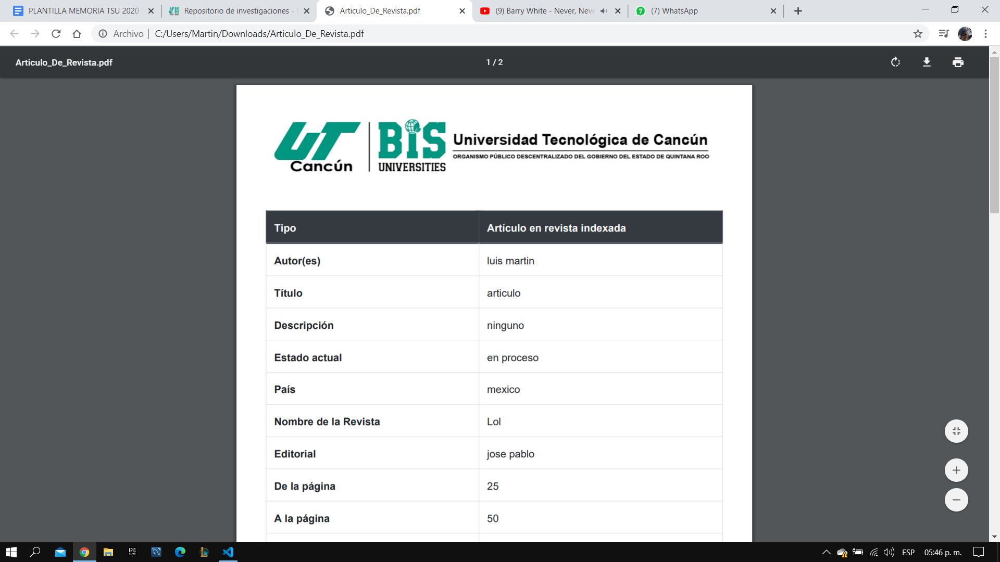 PLANTILLA MEMORIA TSU 2020
Repositorio de investigaciones -
Articulo_De_Revista.pdf
(9) Barry White - Never, Neve
(7) WhatsApp
Archivo
C:/Users/Martin/Downloads/Articulo_De_Revista.pdf
Articulo_De_Revista.pdf
1 / 2
UT
Cancún
BIS
UNIVERSITIES
Universidad Tecnológica de Cancún
ORGANISMO PÚBLICO DESCENTRALIZADO DEL GOBIERNO DEL ESTADO DE QUINTANA ROO
Tipo Artículo en revista indexada
Autor(es) luis martin
Título articulo
Descripción ninguno
Estado actual en proceso
País mexico
Nombre de la Revista Lol
Editorial jose pablo
De la página 25
A la página 50
EPIC
GAMES
ESP
05:46 p. m.